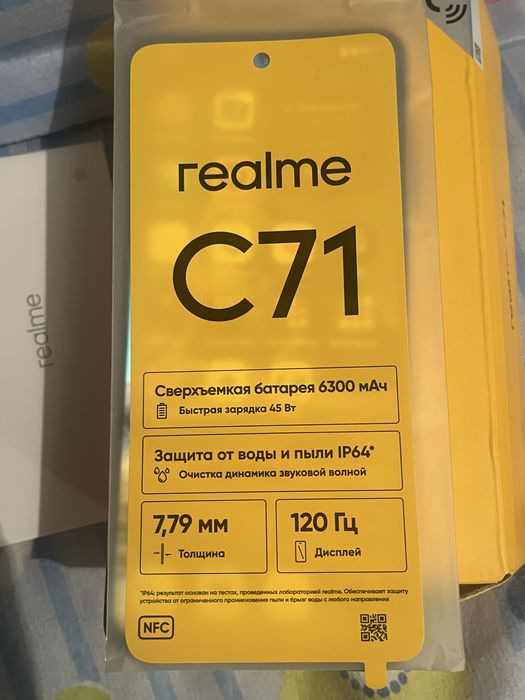 realme
C71
Сверхъемкая батарея 6300 мАч
Быстрая зарядка 45 Вт
Защита от воды и пыли IP64*
Очистка динамика звуковой волной
7,79 мм
Толщина
120 Гц
Дисплей
*IP64: результат основан на тестах, проведенных лабораторией realme. Обеспечивает защиту
устройства от ограниченного проникновения пыли и брызг воды с любого направления
NFC
realme